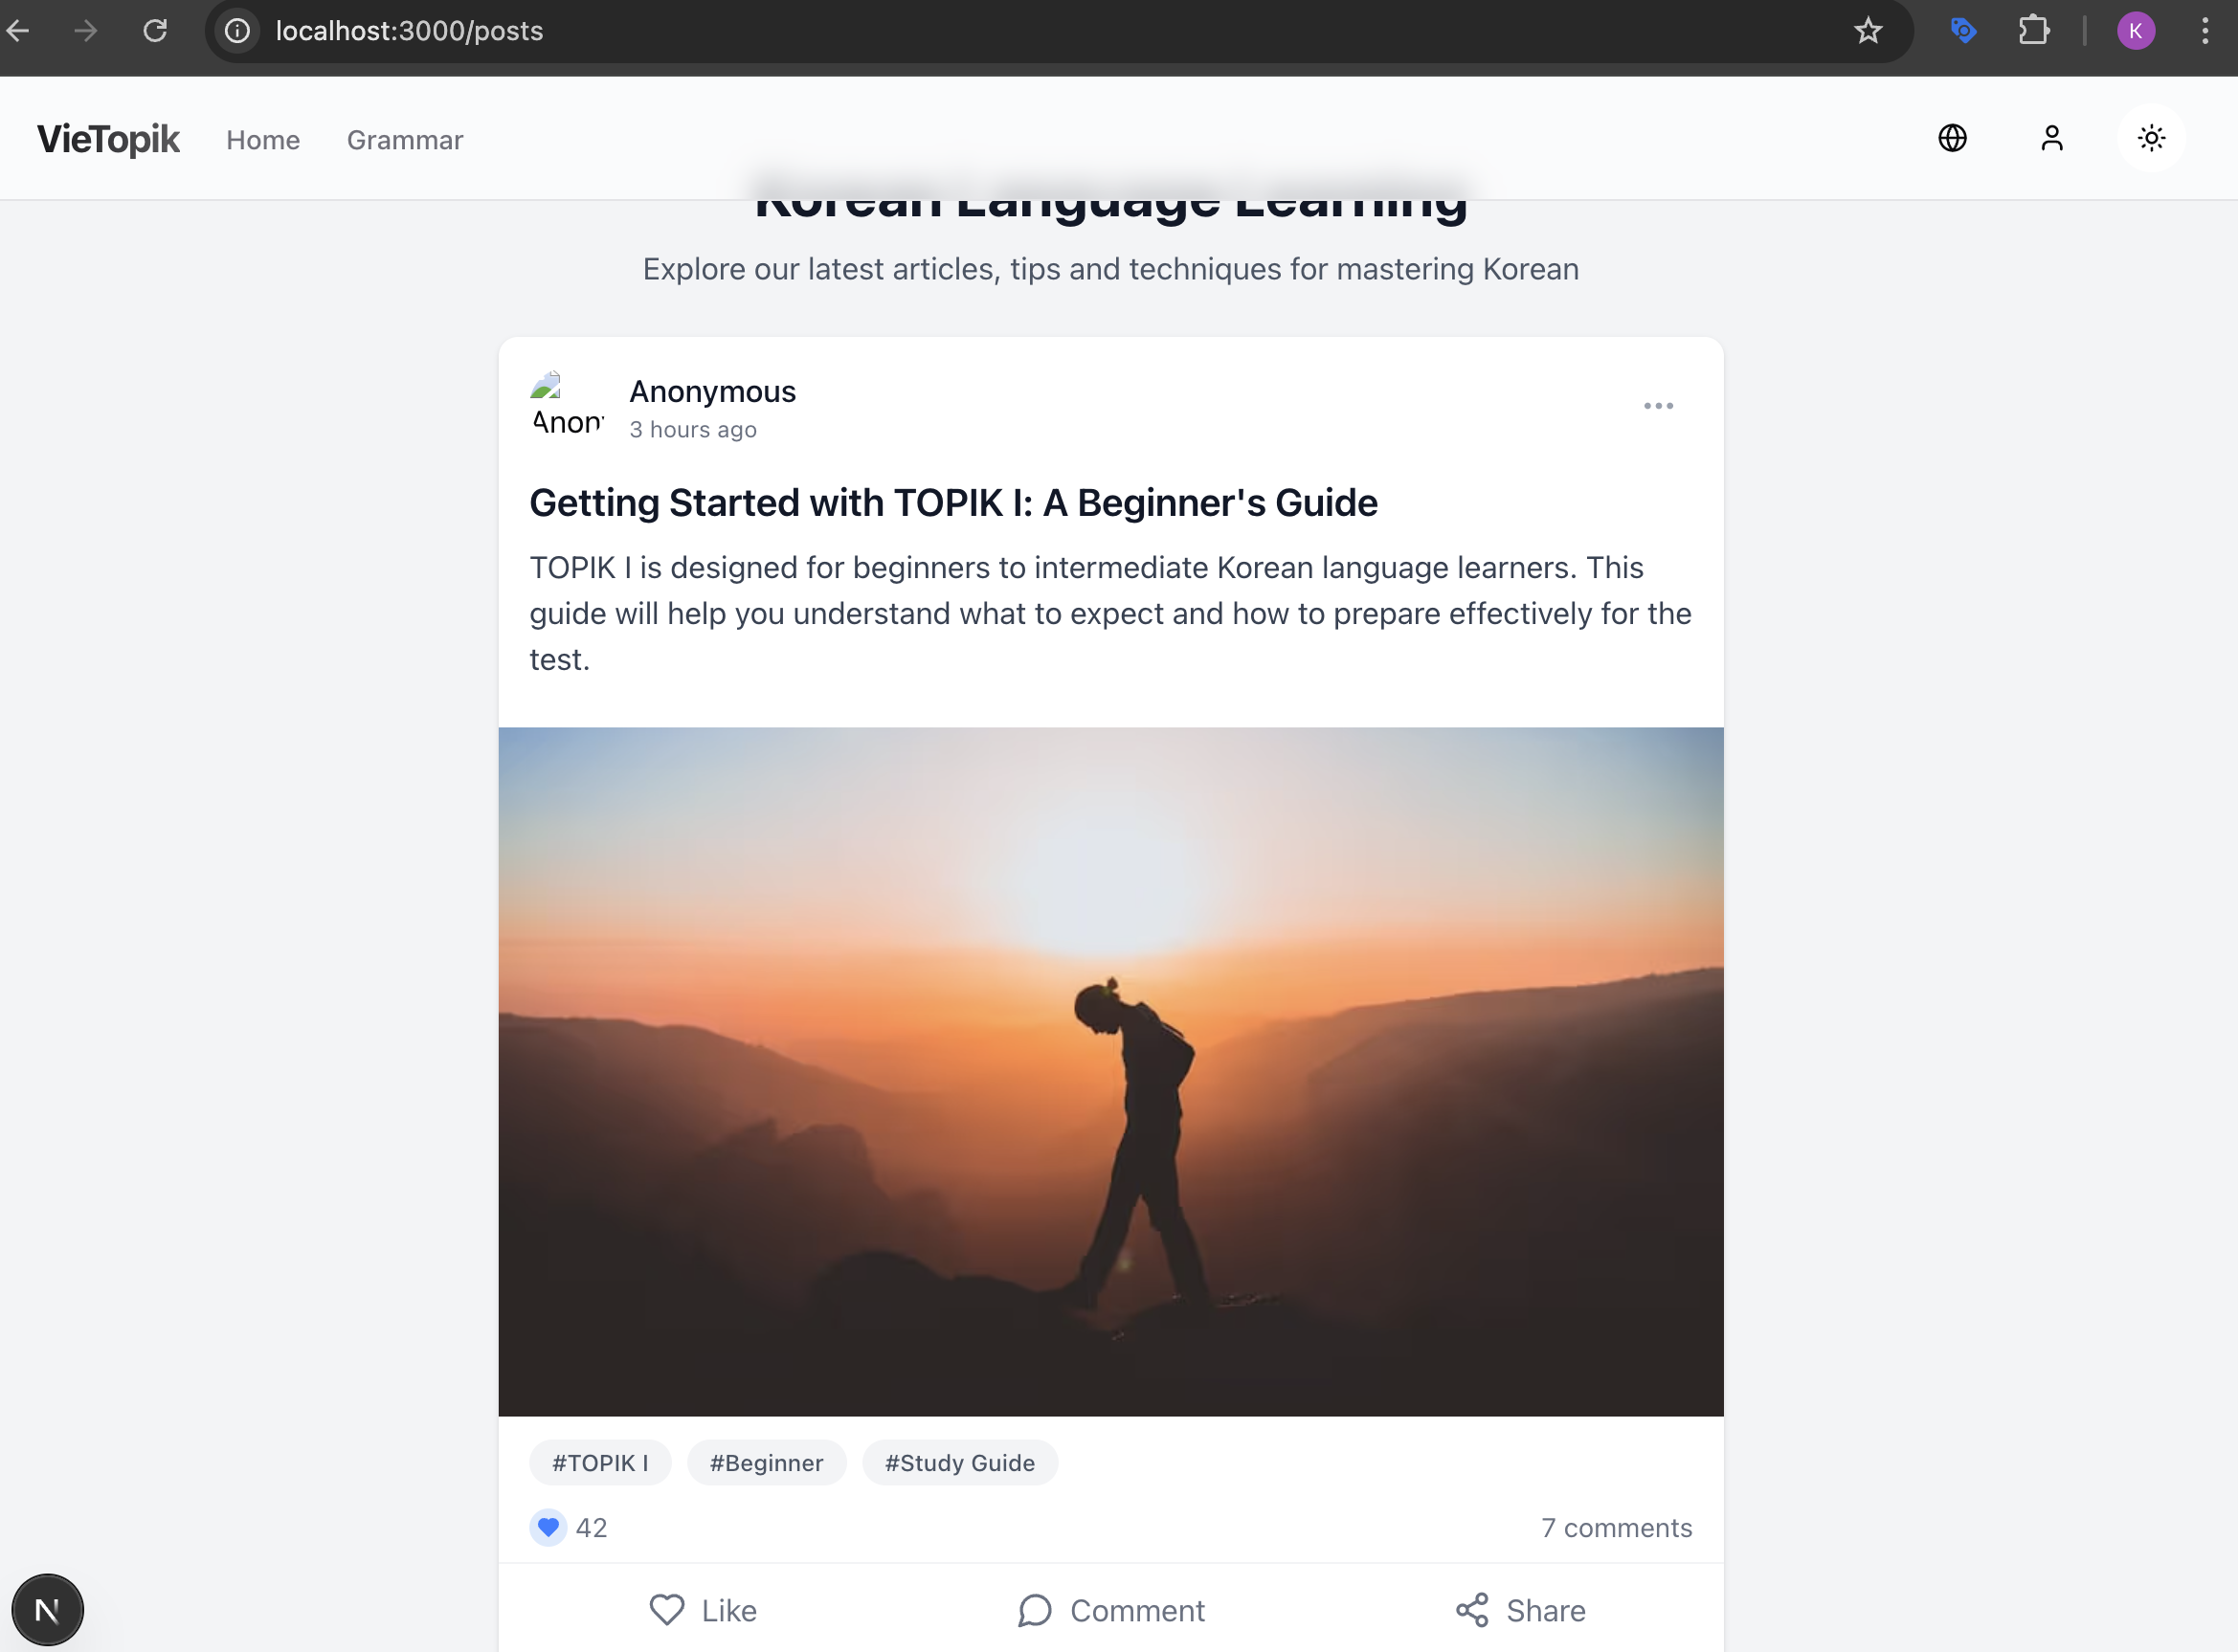 localhost:3000/posts
K
VieTopik Home Grammar
Korean Language Learning
Explore our latest articles, tips and techniques for mastering Korean
Anonymous
3 hours ago
Getting Started with TOPIK I: A Beginner's Guide
TOPIK I is designed for beginners to intermediate Korean language learners. This
guide will help you understand what to expect and how to prepare effectively for the
test.
#TOPIK I #Beginner #Study Guide
42 7 comments
N
Like Comment Share